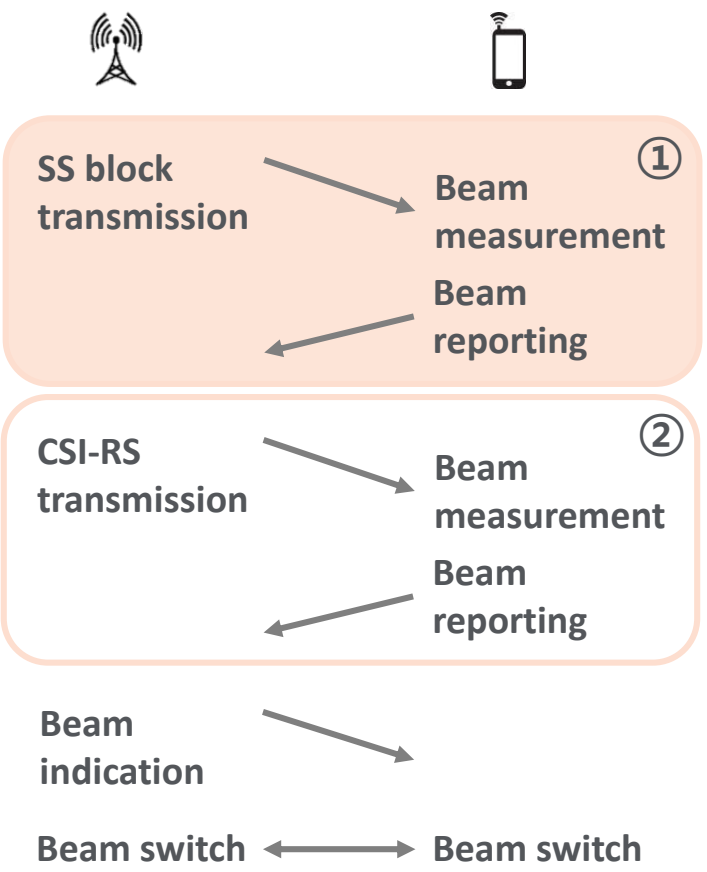 ①
SS block
transmission
Beam
measurement
Beam
reporting
②
CSI-RS
transmission
Beam
measurement
Beam
reporting
Beam
indication
Beam switch
Beam switch